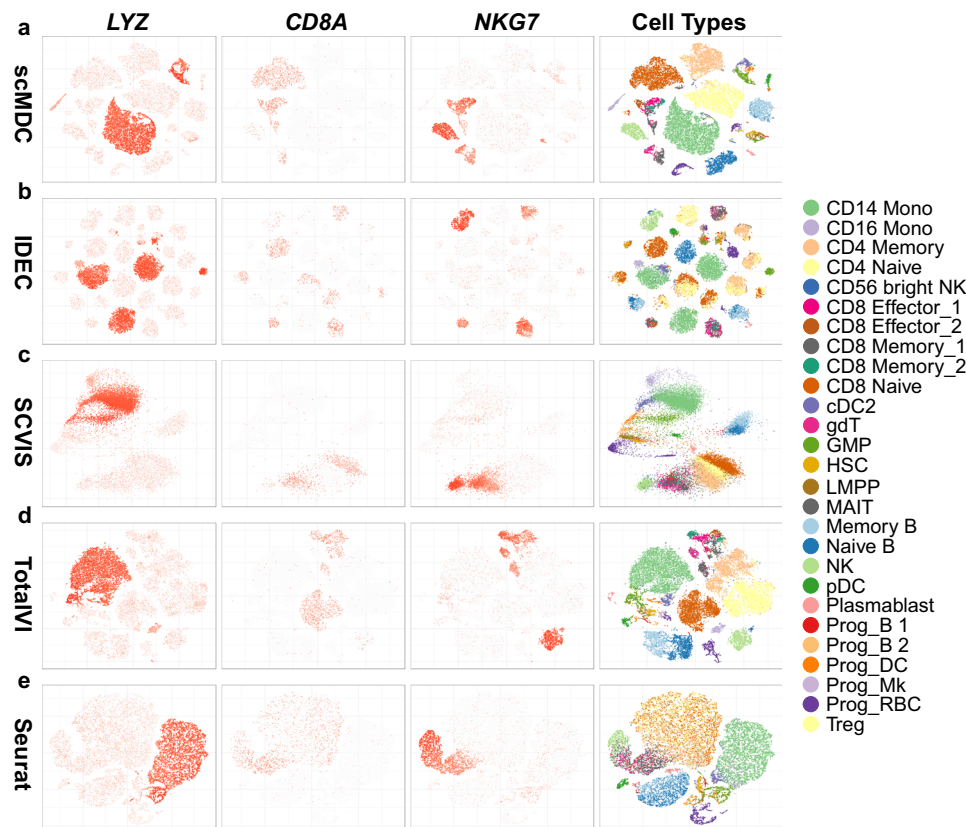 LYZ CD8A NKG7 Cell Types
a
scMDC
b
IDEC
c
SCVIS
d
TotalVI
e
Seurat
CD14 Mono
CD16 Mono
CD4 Memory
CD4 Naive
CD56 bright NK
CD8 Effector_1
CD8 Effector_2
CD8 Memory_1
CD8 Memory_2
CD8 Naive
cDC2
gdT
GMP
HSC
LMPP
MAIT
Memory B
Naive B
NK
pDC
Plasmablast
Prog_B 1
Prog_B 2
Prog_DC
Prog_Mk
Prog_RBC
Treg